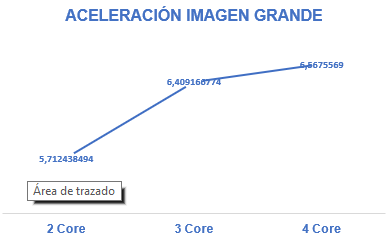 ACELERACIÓN IMAGEN GRANDE
6,5675569
6,409166774
5,712438494
Área de trazado
2 Core 3 Core 4 Core